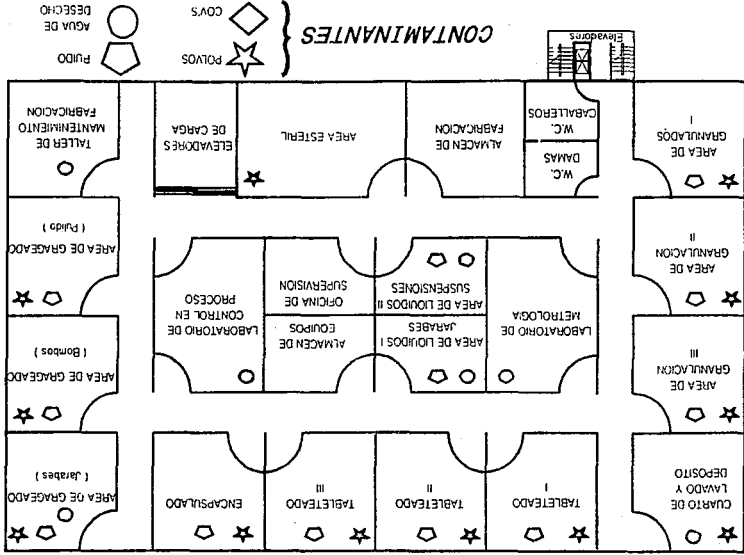 CUARTO DE
LAVADO Y
DEPOSITO
TABLETEADO
I
TABLETEADO
II
TABLETEADO
III
ENCAPSULADO
AREA DE GRAGEADO
( Jarabes )
AREA DE
GRANULACION
III
LABORATORIO DE
METROLOGIA
AREA DE LIQUIDOS I
JARABES
ALMACEN DE
EQUIPOS
LABORATORIO DE
CONTROL EN
PROCESO
AREA DE GRAGEADO
( Bombos )
AREA DE
GRANULACION
II
AREA DE LIQUIDOS II
SUSPENSIONES
OFICINA DE
SUPERVISION
AREA DE GRAGEADO
( Pulido )
AREA DE
GRANULADOS
I
W.C.
DAMAS
W.C.
CABALLEROS
ALMACEN DE
FABRICACION
AREA ESTERIL
ELEVADORES
DE CARGA
TALLER DE
MANTENIMIENTO
FABRICACION
Elevadores
CONTAMINANTES
POLVOS
RUIDO
COV'S
AGUA DE
DESECHO